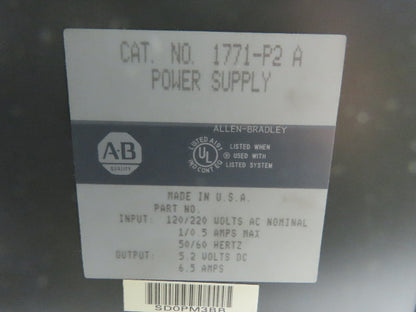 CAT. NO. 1771-P2 A
POWER SUPPLY
ALLEN-BRADLEY
A-B
QUALITY
LISTED A191
UL
IND CONT EQ
LISTED WHEN
USED WITH
LISTED SYSTEM
MADE IN U.S.A.
PART NO.
INPUT: 120/220 VOLTS AC NOMINAL
1/0.5 AMPS MAX
50/60 HERTZ
OUTPUT: 5.2 VOLTS DC
6.5 AMPS
SD0PM3BB